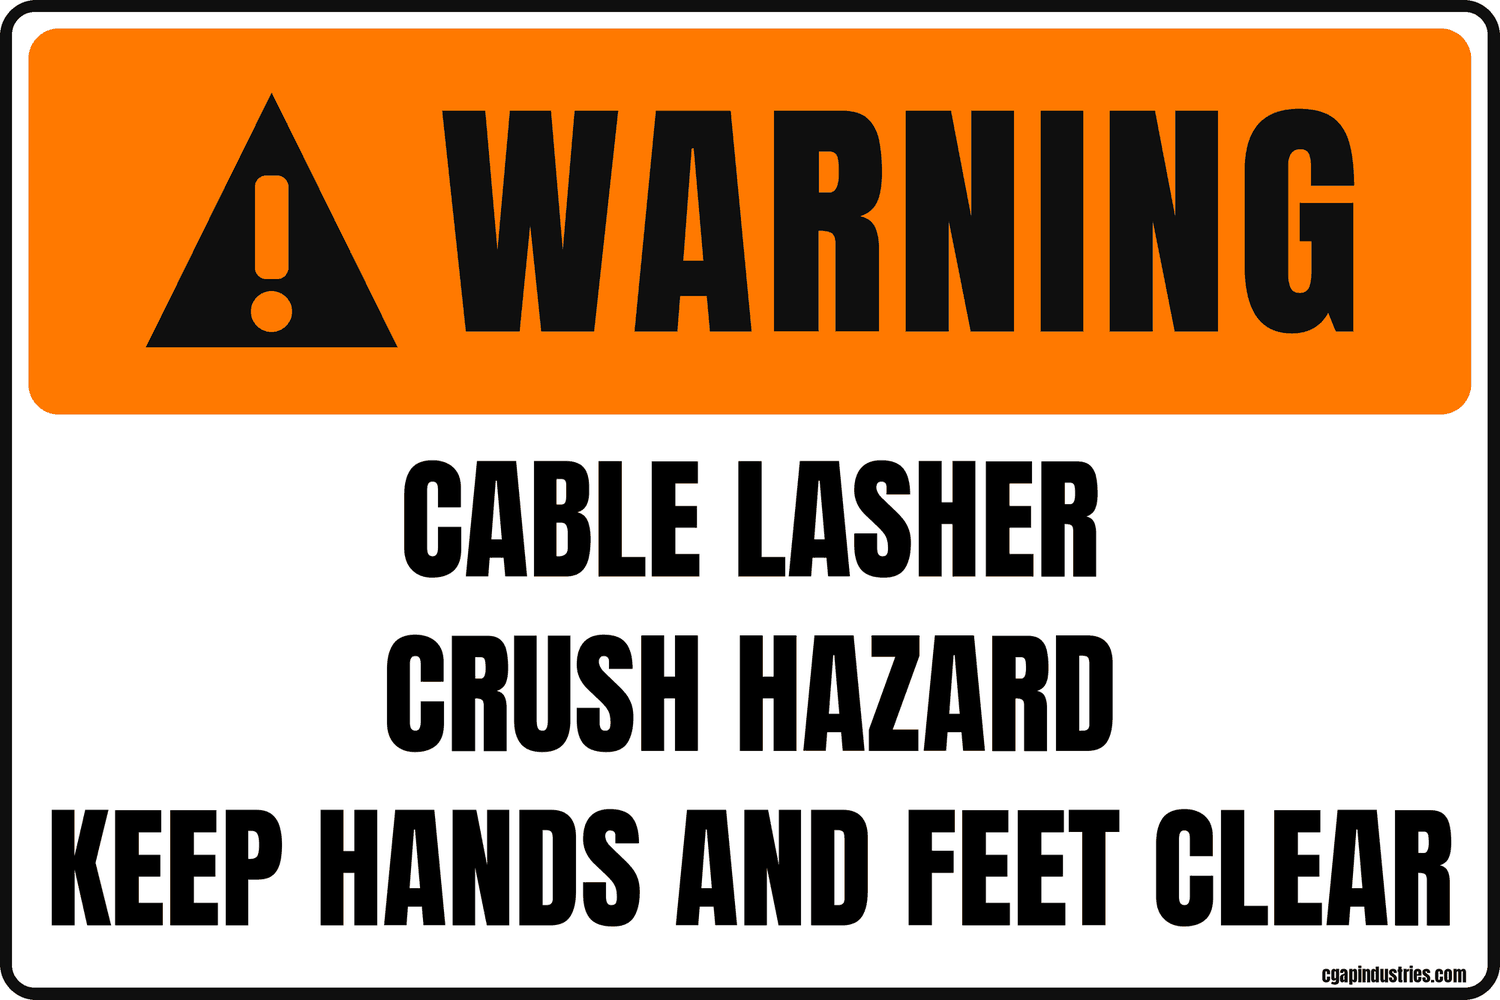 WARNING
CABLE LASHER
CRUSH HAZARD
KEEP HANDS AND FEET CLEAR
cgapindustries.com